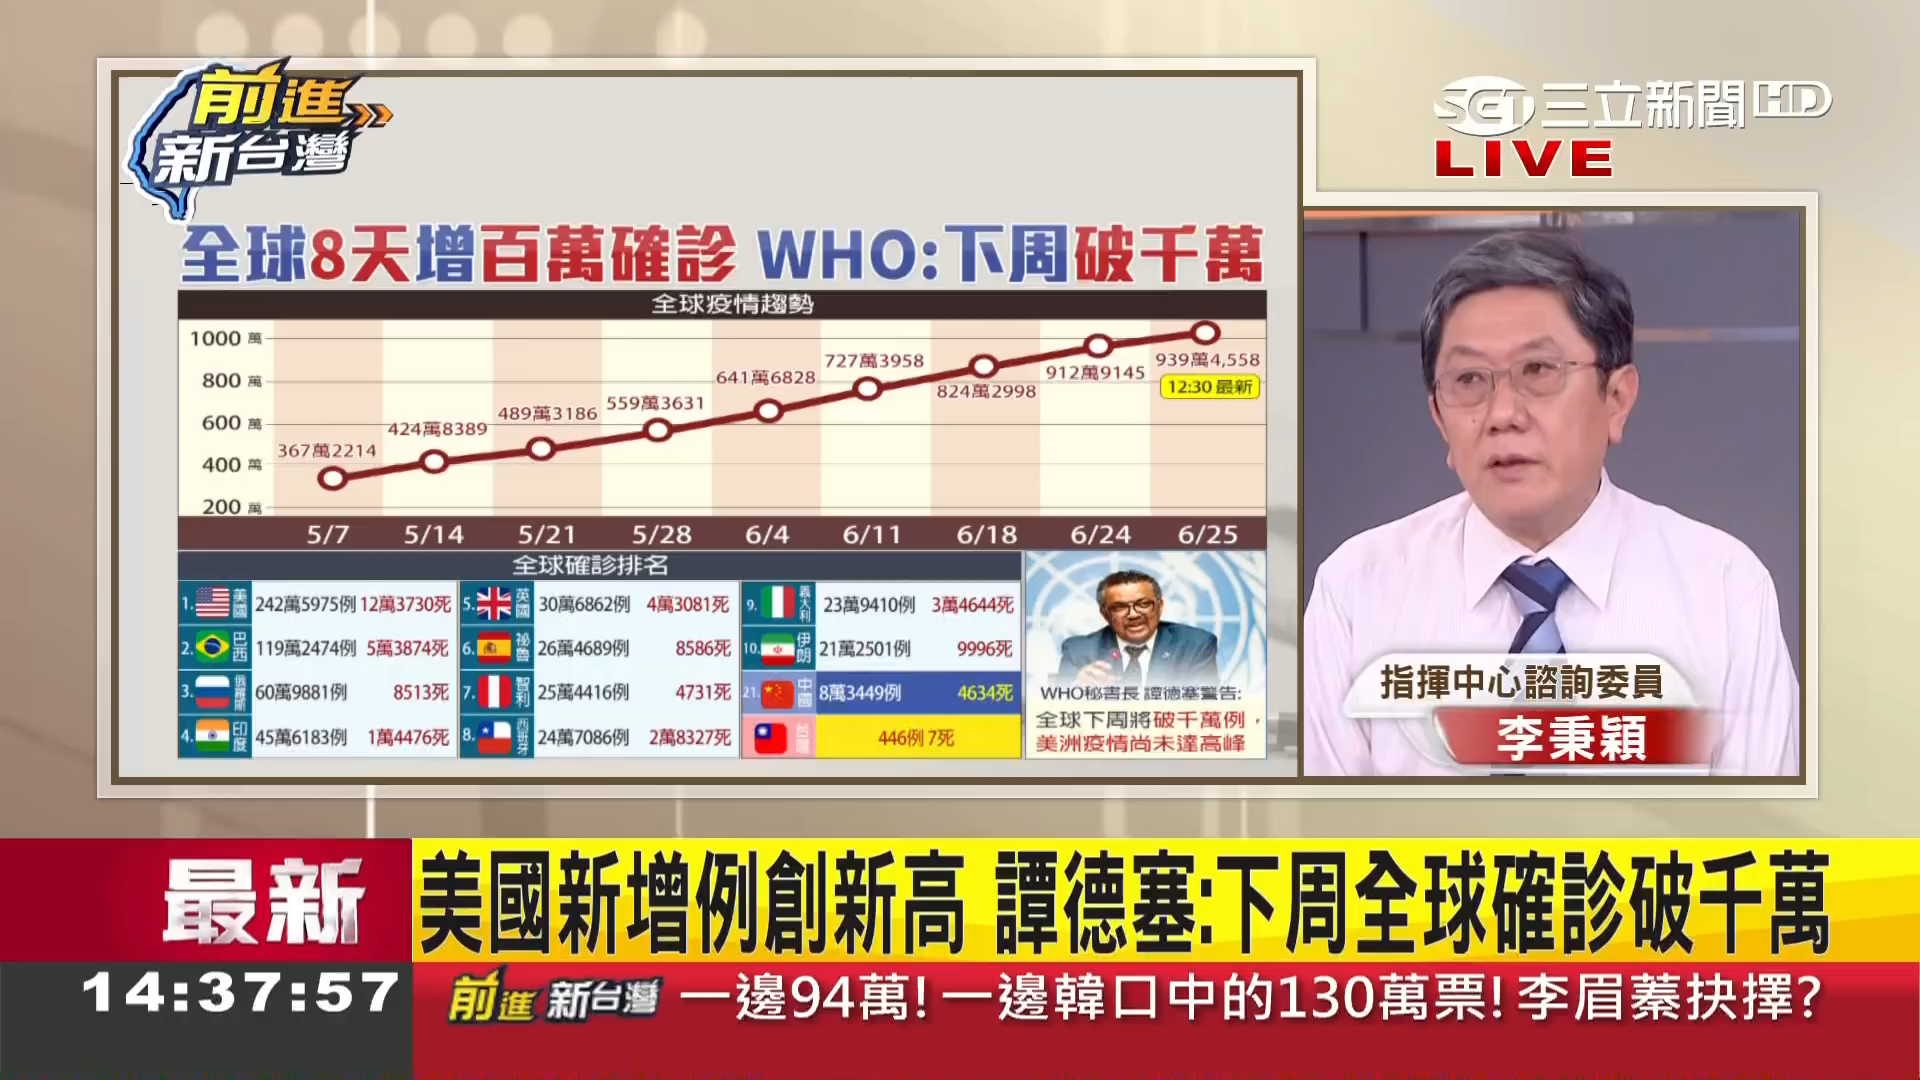 前進
新台灣
SET三立新聞HD
LIVE
全球8天增百萬確診 WHO:下周破千萬
全球疫情趨勢
1000 萬
800 萬
600 萬
400 萬
200 萬
367萬2214
424萬8389
489萬3186
559萬3631
641萬6828
727萬3958
824萬2998
912萬9145
939萬4,558
12:30 最新
5/7 5/14 5/21 5/28 6/4 6/11 6/18 6/24 6/25
全球確診排名
1. 美國 242萬5975例 12萬3730死
2. 巴西 119萬2474例 5萬3874死
3. 俄羅斯 60萬9881例 8513死
4. 印度 45萬6183例 1萬4476死
5. 英國 30萬6862例 4萬3081死
6. 祕魯 26萬4689例 8586死
7. 智利 25萬4416例 4731死
8. 西班牙 24萬7086例 2萬8327死
9. 義大利 23萬9410例 3萬4644死
10. 伊朗 21萬2501例 9996死
21. 中國 8萬3449例 4634死
台灣 446例 7死
WHO秘書長 譚德塞警告:
全球下周將破千萬例，
美洲疫情尚未達高峰
指揮中心諮詢委員
李秉穎
最新
美國新增例創新高 譚德塞:下周全球確診破千萬
14:37:57
前進新台灣 一邊94萬!一邊韓口中的130萬票!李眉蓁抉擇?